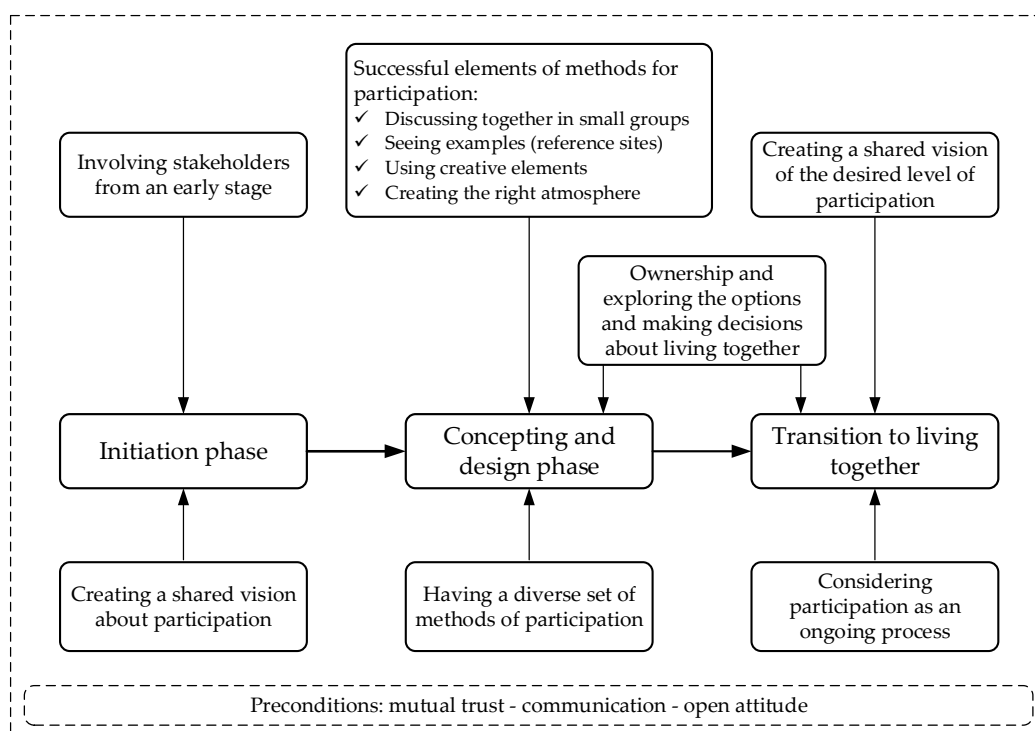 Successful elements of methods for
participation:
✓ Discussing together in small groups
✓ Seeing examples (reference sites)
✓ Using creative elements
✓ Creating the right atmosphere
Involving stakeholders
from an early stage
Creating a shared vision
of the desired level of
participation
Ownership and
exploring the options
and making decisions
about living together
Initiation phase
Concepting and
design phase
Transition to living
together
Creating a shared vision
about participation
Having a diverse set of
methods of participation
Considering
participation as an
ongoing process
Preconditions: mutual trust - communication - open attitude